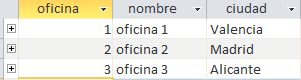 oficina nombre ciudad
1 oficina 1 Valencia
2 oficina 2 Madrid
3 oficina 3 Alicante